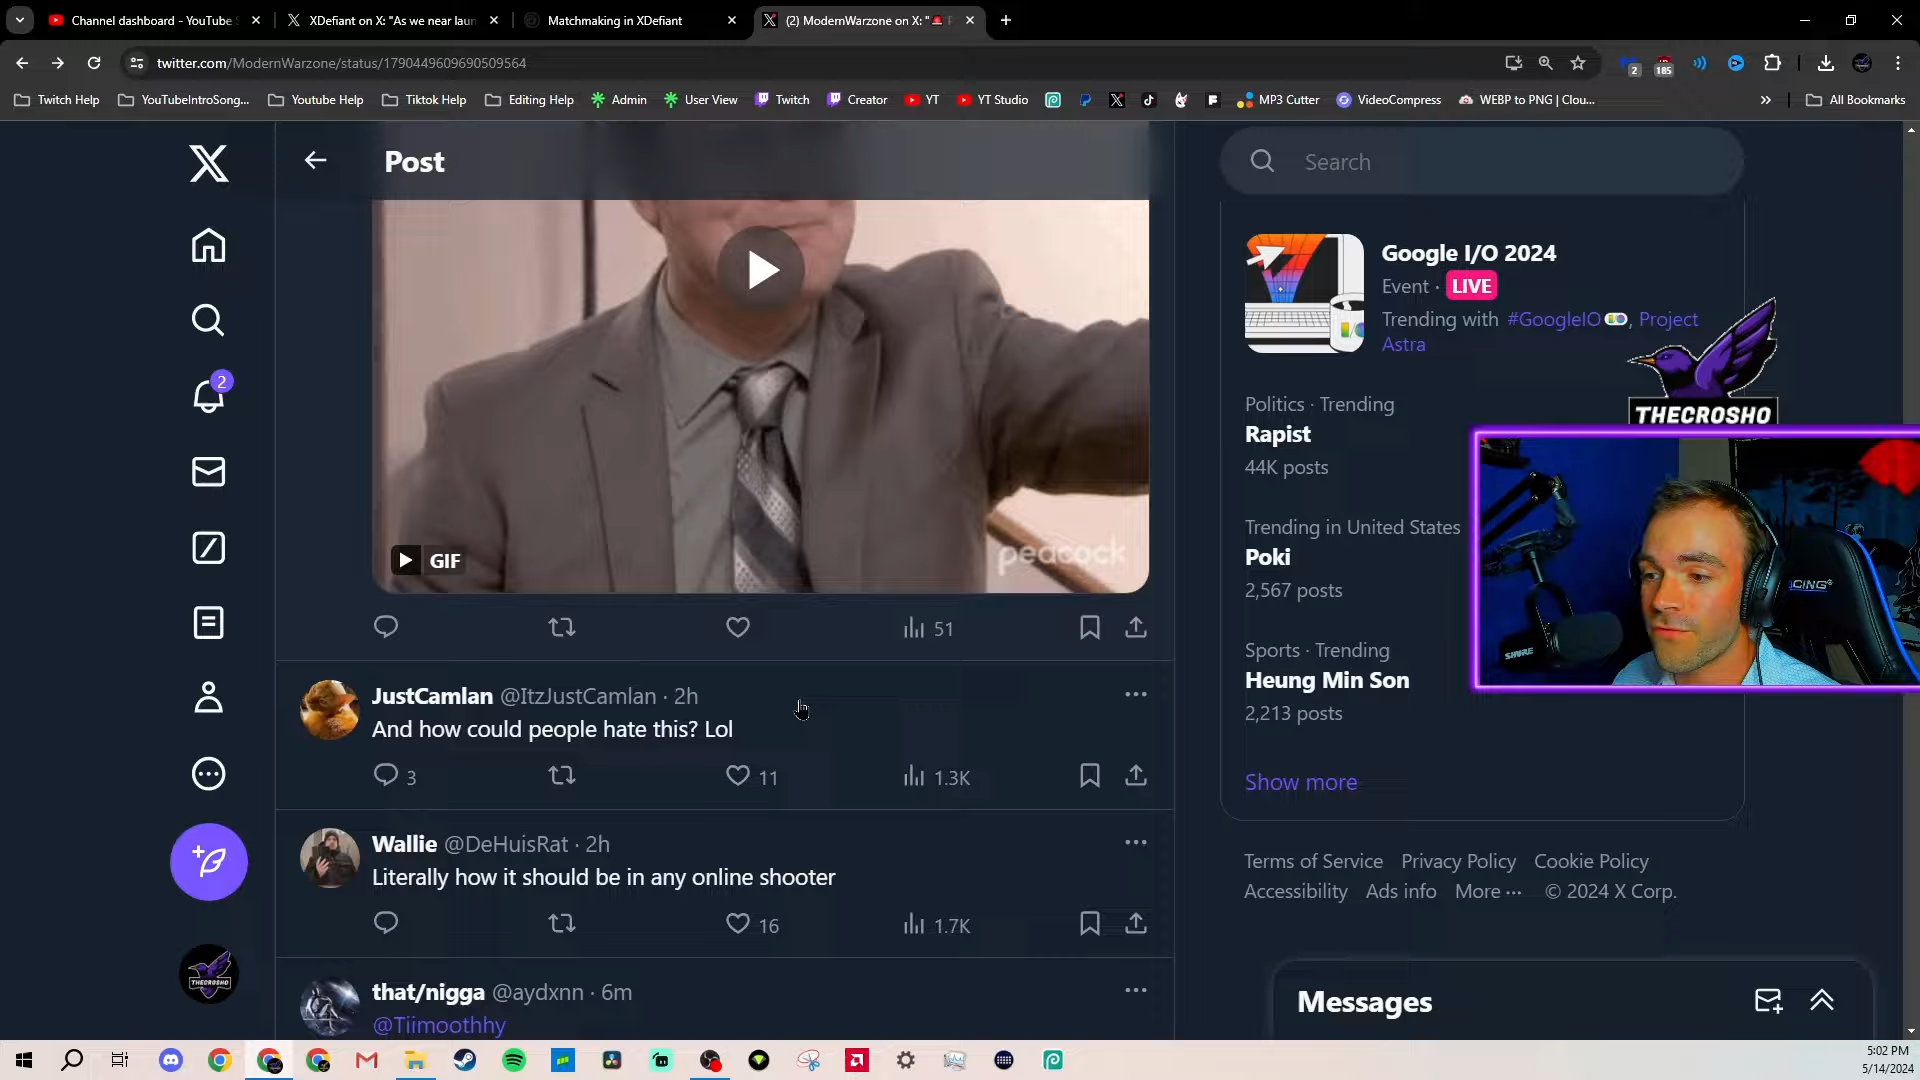 Channel dashboard - YouTube S
XDefiant on X: "As we near laun
Matchmaking in XDefiant
(2) ModernWarzone on X: "🚨 F
twitter.com/ModernWarzone/status/1790449609690509564
2
185
Twitch Help
YouTubeIntroSong...
Youtube Help
Tiktok Help
Editing Help
Admin
User View
Twitch
Creator
YT
YT Studio
MP3 Cutter
VideoCompress
WEBP to PNG | Clou...
All Bookmarks
Post
Search
Google I/O 2024
Event · LIVE
Trending with #GoogleIO, Project
Astra
Politics · Trending
Rapist
44K posts
Trending in United States
Poki
2,567 posts
Sports · Trending
Heung Min Son
2,213 posts
Show more
THECROSHO
ACING
SHURE
2
peacock
GIF
51
JustCamlan @ItzJustCamlan · 2h
And how could people hate this? Lol
3 11 1.3K
Wallie @DeHuisRat · 2h
Literally how it should be in any online shooter
16 1.7K
that/nigga @aydxnn · 6m
@Tiimoothhy
THECROSHO
Terms of Service Privacy Policy Cookie Policy
Accessibility Ads info More ··· © 2024 X Corp.
Messages
5:02 PM
5/14/2024